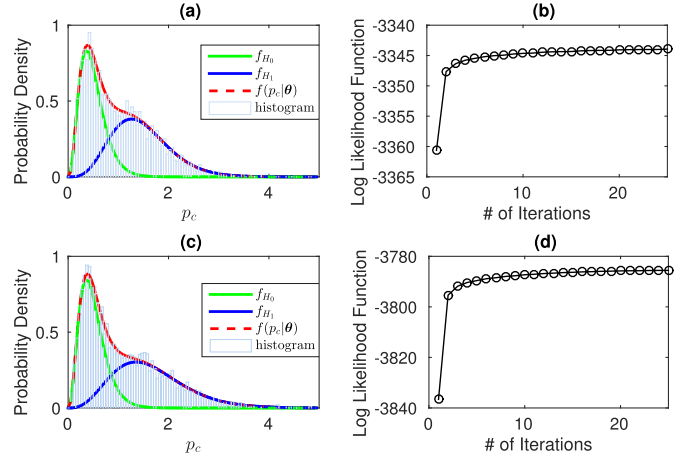 (a)
Probability Density
1
0.5
0
0 2 4
p_c
f_{H_0}
f_{H_1}
f(p_c|θ)
histogram
(b)
Log Likelihood Function
-3340
-3345
-3350
-3355
-3360
-3365
0 10 20
# of Iterations
(c)
Probability Density
1
0.5
0
0 2 4
p_c
f_{H_0}
f_{H_1}
f(p_c|θ)
histogram
(d)
Log Likelihood Function
-3780
-3800
-3820
-3840
0 10 20
# of Iterations